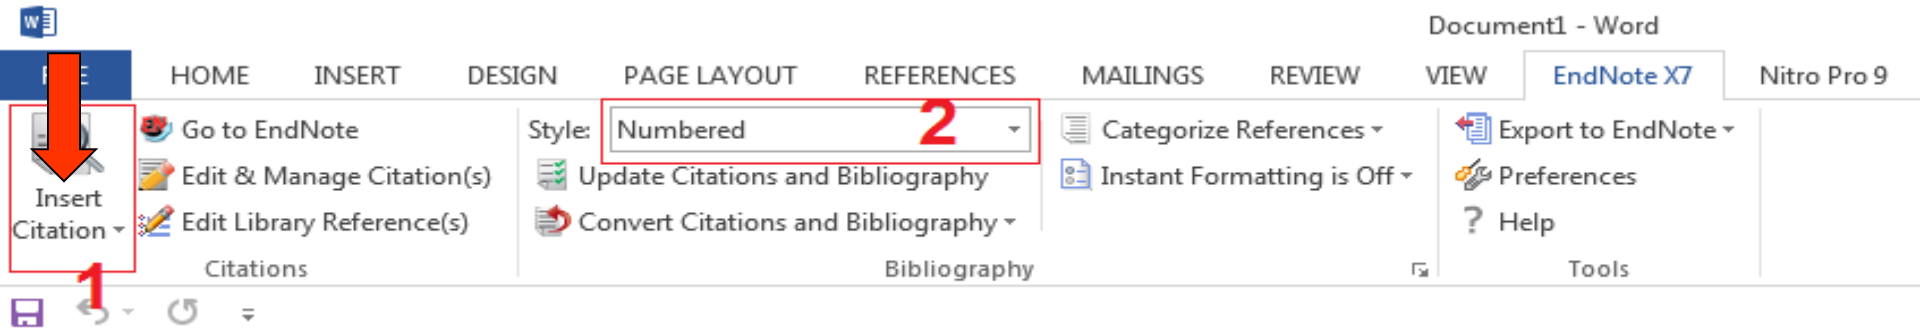 Document1 - Word
HOME INSERT DESIGN PAGE LAYOUT REFERENCES MAILINGS REVIEW VIEW EndNote X7 Nitro Pro 9
Insert
Citation
1
Go to EndNote
Edit & Manage Citation(s)
Edit Library Reference(s)
Citations
Style: Numbered 2
Update Citations and Bibliography
Convert Citations and Bibliography
Categorize References
Instant Formatting is Off
Bibliography
Export to EndNote
Preferences
? Help
Tools